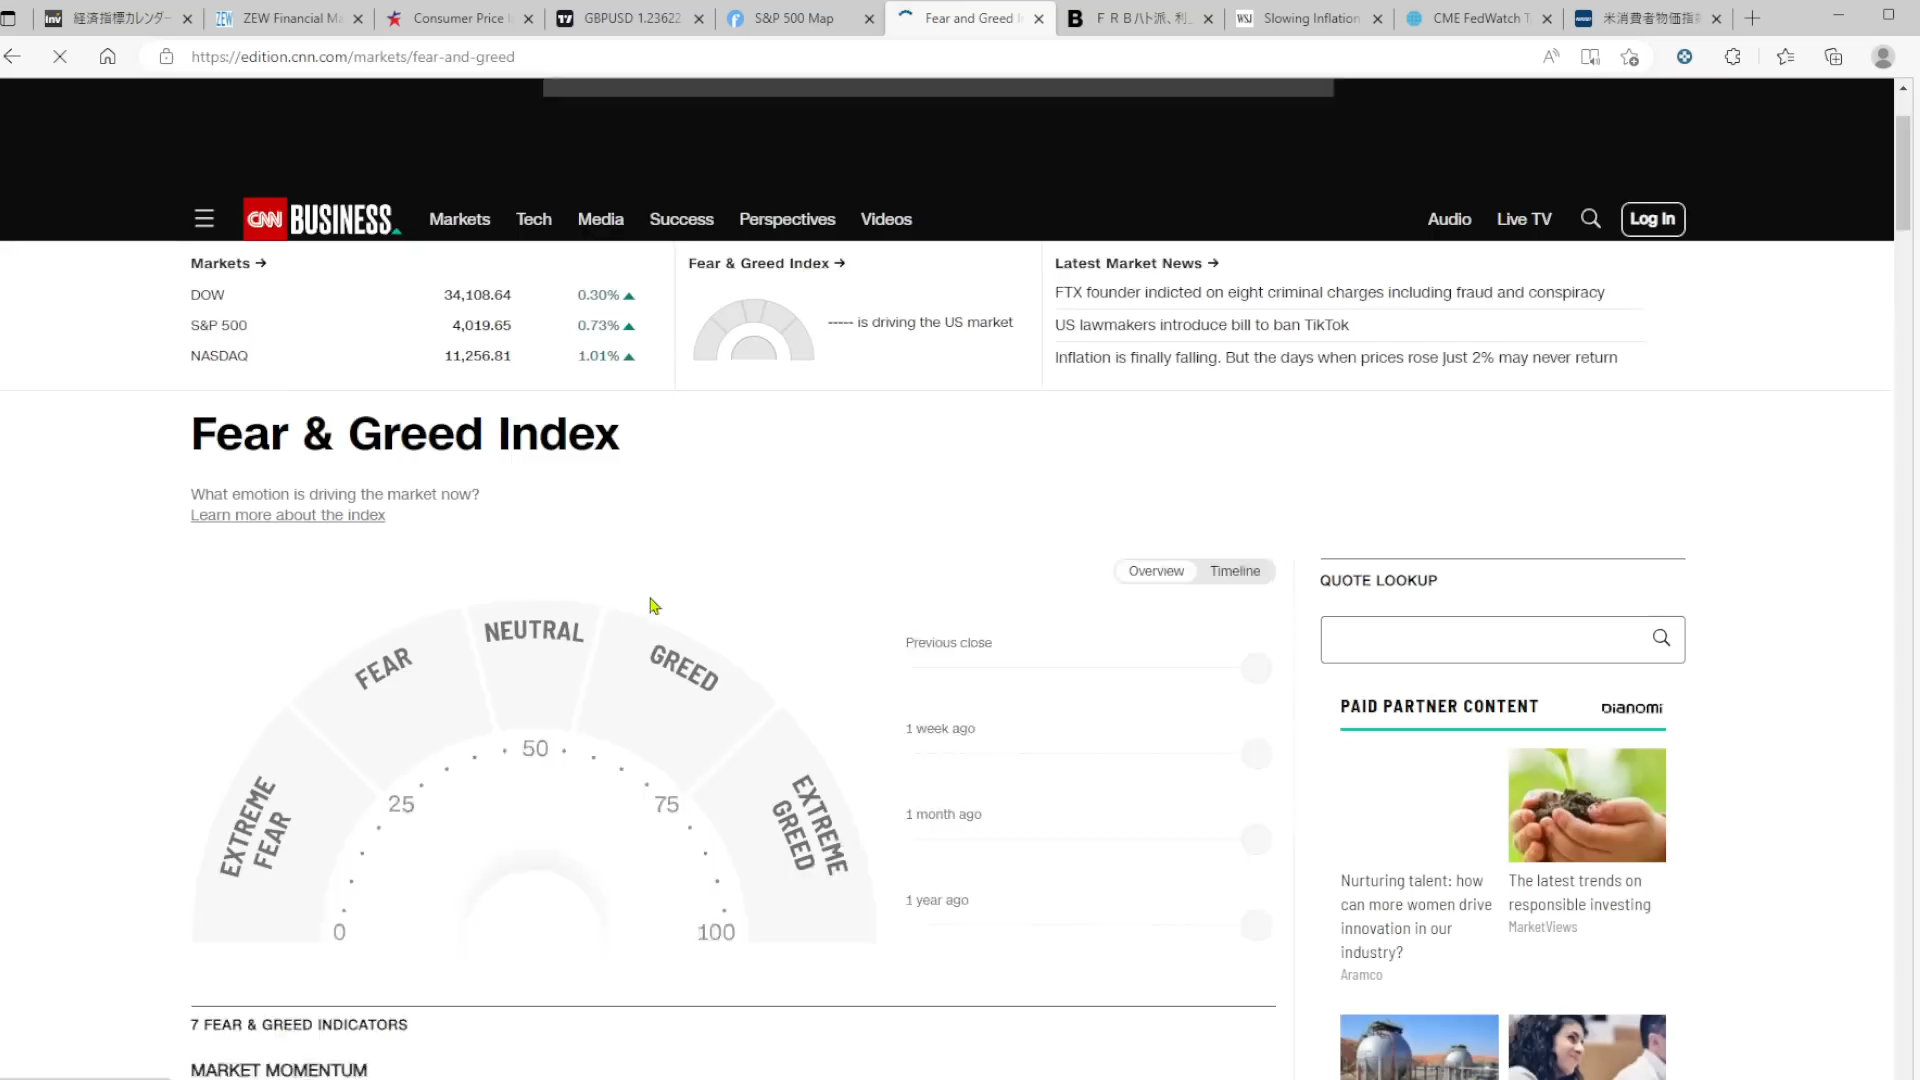 経済指標カレンダー
ZEW Financial Ma
Consumer Price I
GBPUSD 1.23622
S&P 500 Map
Fear and Greed I
ＦＲＢハト派、利
Slowing Inflation
CME FedWatch T
米消費者物価指
https://edition.cnn.com/markets/fear-and-greed
CNN BUSINESS
Markets
Tech
Media
Success
Perspectives
Videos
Audio
Live TV
Log In
Markets →
DOW 34,108.64 0.30%
S&P 500 4,019.65 0.73%
NASDAQ 11,256.81 1.01%
Fear & Greed Index →
----- is driving the US market
Latest Market News →
FTX founder indicted on eight criminal charges including fraud and conspiracy
US lawmakers introduce bill to ban TikTok
Inflation is finally falling. But the days when prices rose just 2% may never return
Fear & Greed Index
What emotion is driving the market now?
Learn more about the index
Overview
Timeline
EXTREME
FEAR
FEAR
NEUTRAL
GREED
EXTREME
GREED
0
25
50
75
100
Previous close
1 week ago
1 month ago
1 year ago
QUOTE LOOKUP
PAID PARTNER CONTENT
DIANOMI
Nurturing talent: how
can more women drive
innovation in our
industry?
Aramco
The latest trends on
responsible investing
MarketViews
7 FEAR & GREED INDICATORS
MARKET MOMENTUM